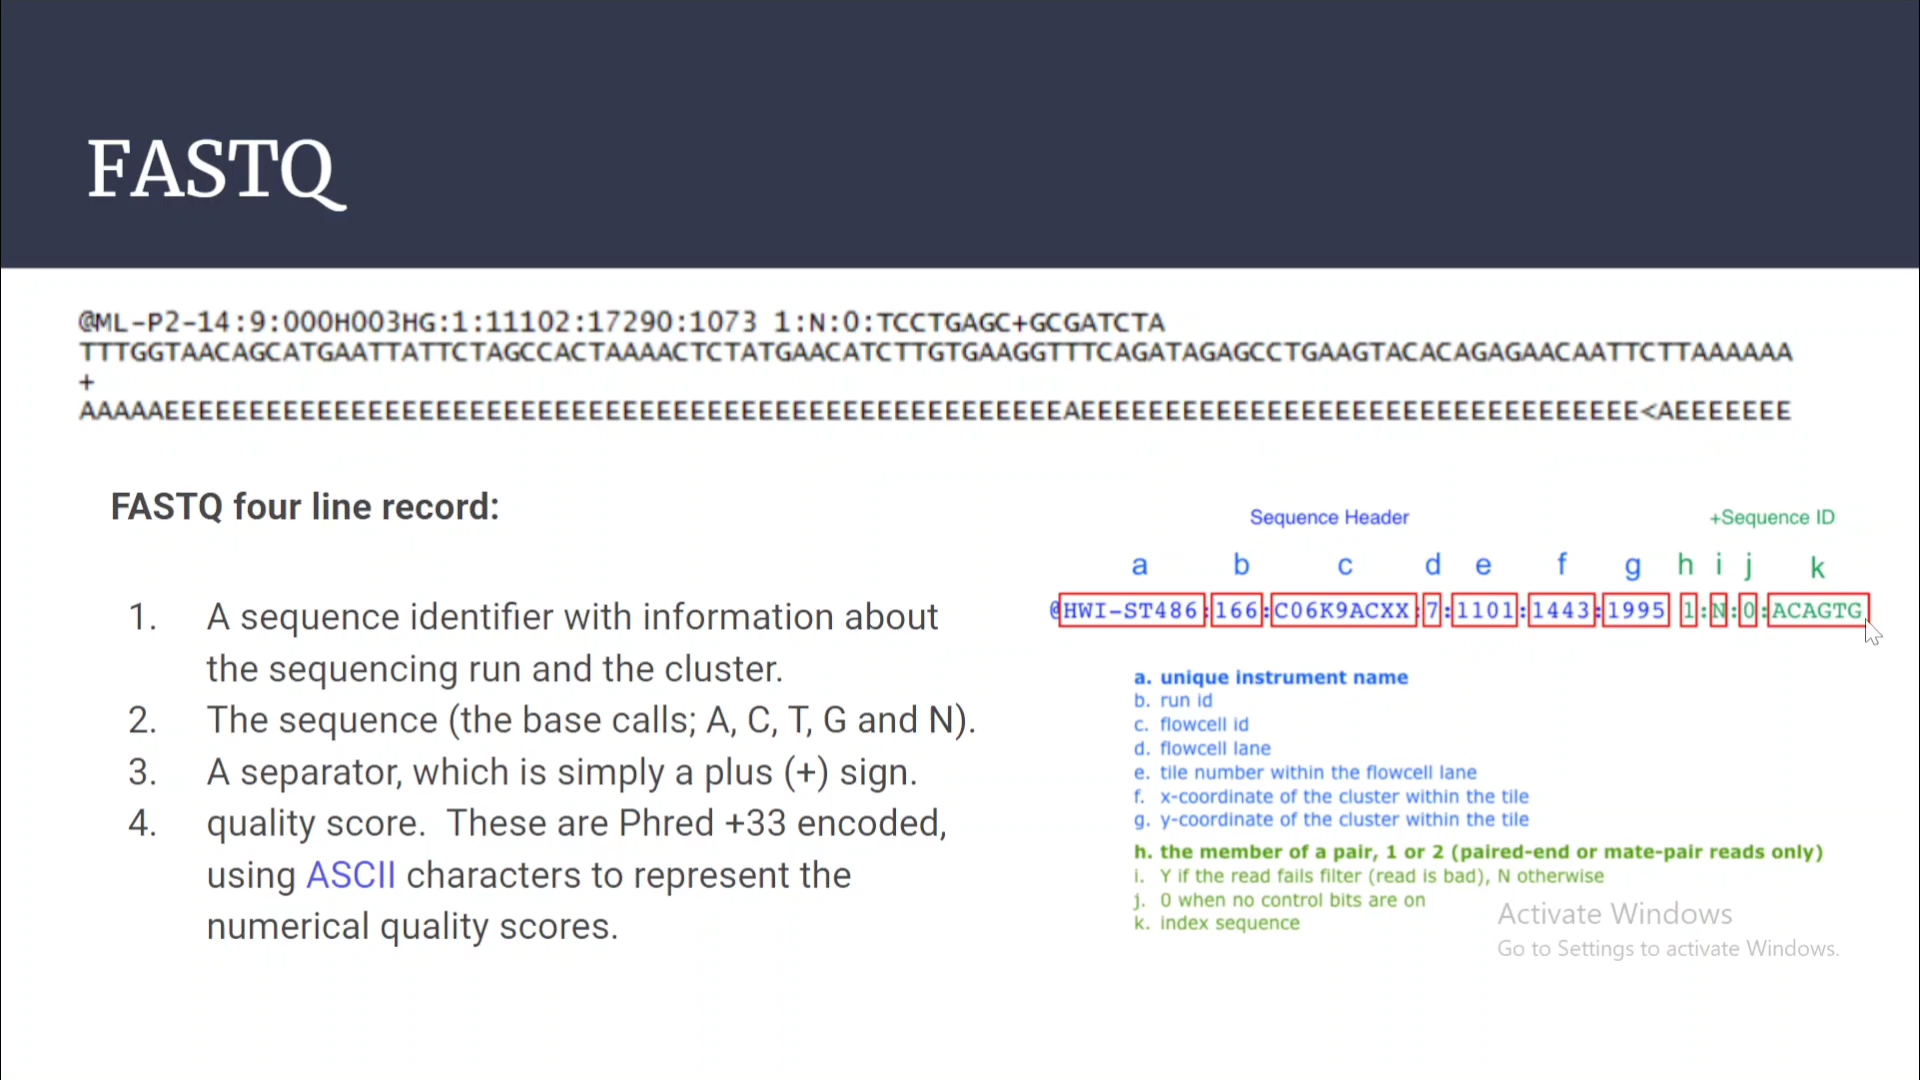 FASTQ
@ML-P2-14:9:000H003HG:1:11102:17290:1073 1:N:0:TCCTGAGC+GCGATCTA
TTTGGTAACAGCATGAATTATTCTAGCCACTAAAACTCTATGAACATCTTGTGAAGGTTTCAGATAGAGCCTGAAGTACACAGAGAACAATTCTTAAAAAA
+
AAAAAEEEEEEEEEEEEEEEEEEEEEEEEEEEEEEEEEEEEEEEEEEEEEEEEEEEEEAEEEEEEEEEEEEEEEEEEEEEEEEEEEEEEEEE<AEEEEEEE
FASTQ four line record:
1. A sequence identifier with information about
the sequencing run and the cluster.
2. The sequence (the base calls; A, C, T, G and N).
3. A separator, which is simply a plus (+) sign.
4. quality score.  These are Phred +33 encoded,
using ASCII characters to represent the
numerical quality scores.
Sequence Header +Sequence ID
a b c d e f g h i j k
@HWI-ST486:166:C06K9ACXX:7:1101:1443:1995 1:N:0:ACAGTG
a. unique instrument name
b. run id
c. flowcell id
d. flowcell lane
e. tile number within the flowcell lane
f. x-coordinate of the cluster within the tile
g. y-coordinate of the cluster within the tile
h. the member of a pair, 1 or 2 (paired-end or mate-pair reads only)
i. Y if the read fails filter (read is bad), N otherwise
j. 0 when no control bits are on
k. index sequence
Activate Windows
Go to Settings to activate Windows.